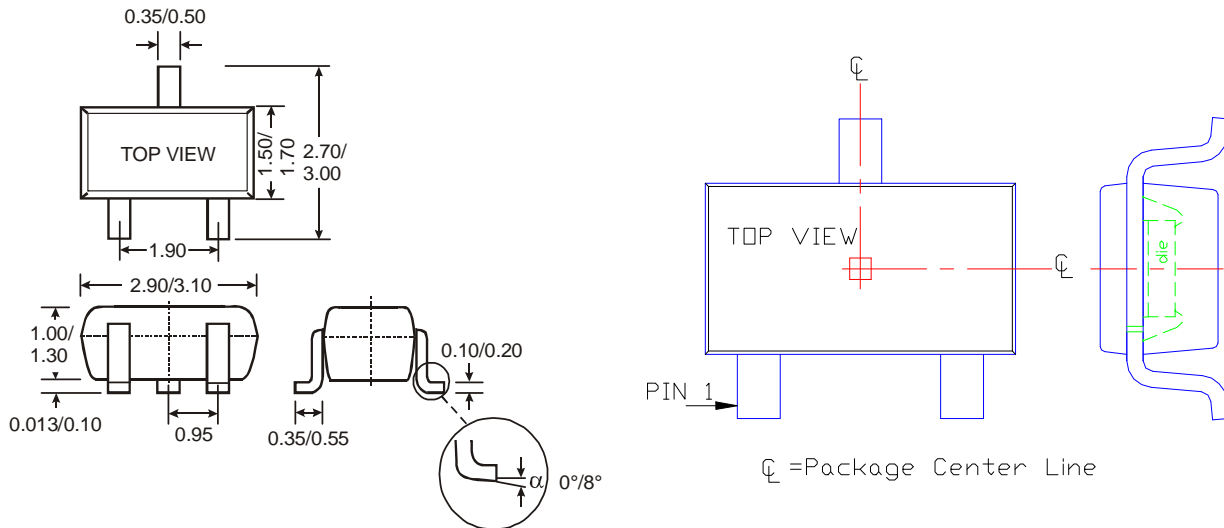 0.35/0.50
TOP VIEW
1.50/
1.70
2.70/
3.00
1.90
2.90/3.10
1.00/
1.30
0.013/0.10
0.95
0.35/0.55
0.10/0.20
α
0°/8°
℄
TOP VIEW
℄
die
PIN 1
℄ =Package Center Line